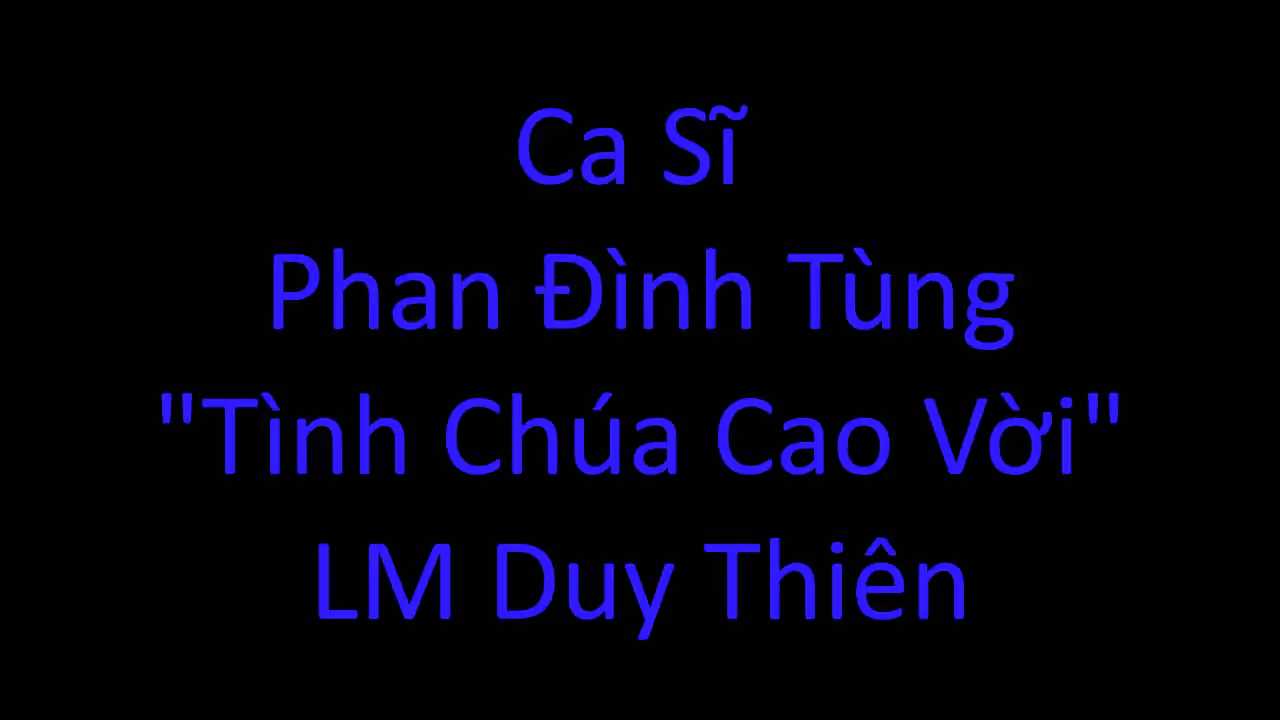 Ca Sĩ
Phan Đình Tùng
"Tình Chúa Cao Vời"
LM Duy Thiên